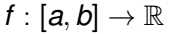 f : [a, b] → ℝ